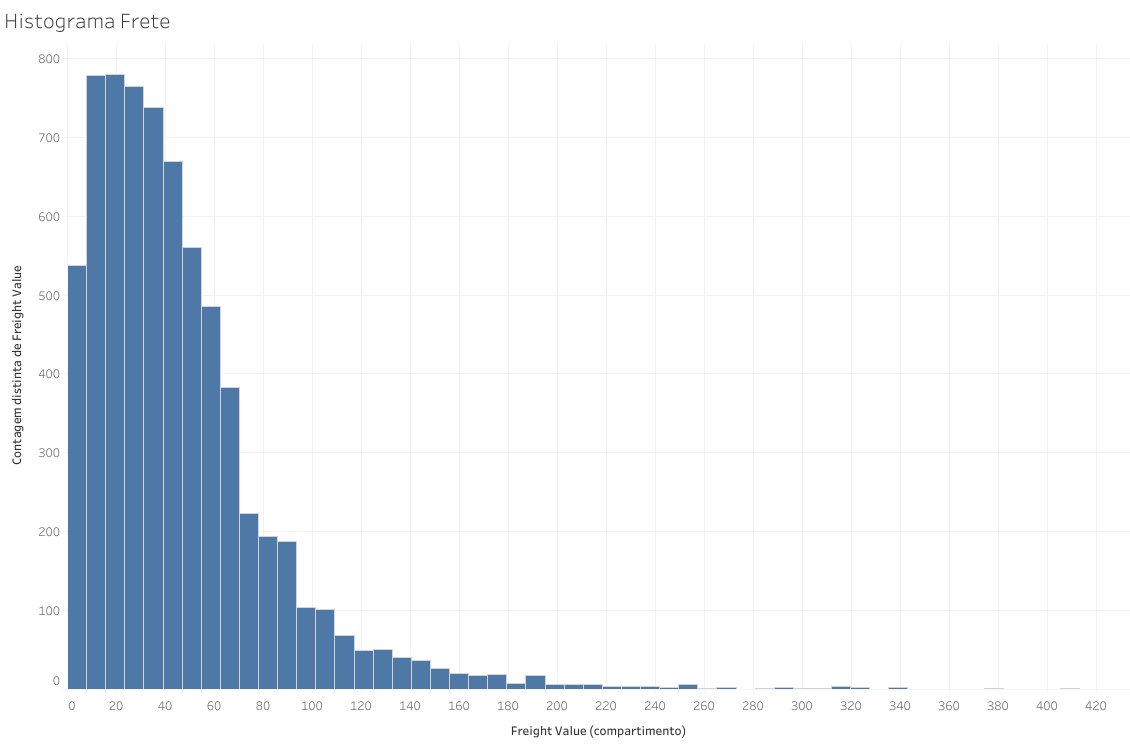 Histograma Frete
800
700
600
500
400
300
200
100
0
Contagem distinta de Freight Value
0 20 40 60 80 100 120 140 160 180 200 220 240 260 280 300 320 340 360 380 400 420
Freight Value (compartimento)